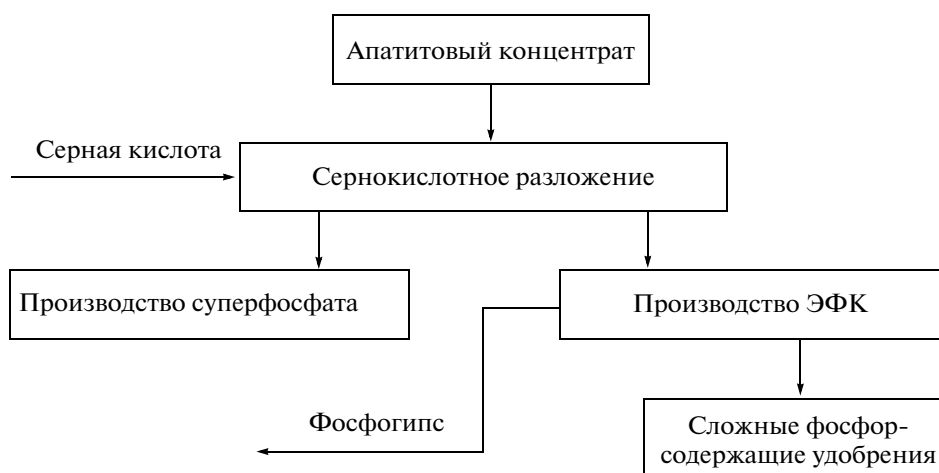 Апатитовый концентрат
Серная кислота
Сернокислотное разложение
Производство суперфосфата
Производство ЭФК
Фосфогипс
Сложные фосфор-
содержащие удобрения